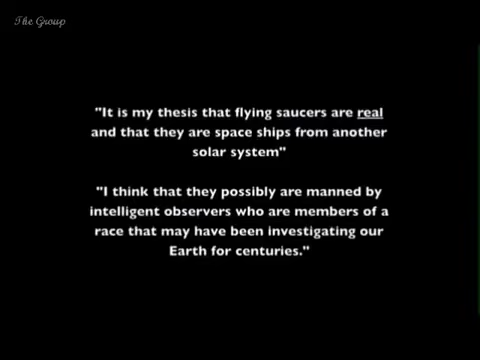 The Group
"It is my thesis that flying saucers are real
and that they are space ships from another
solar system"
"I think that they possibly are manned by
intelligent observers who are members of a
race that may have been investigating our
Earth for centuries."